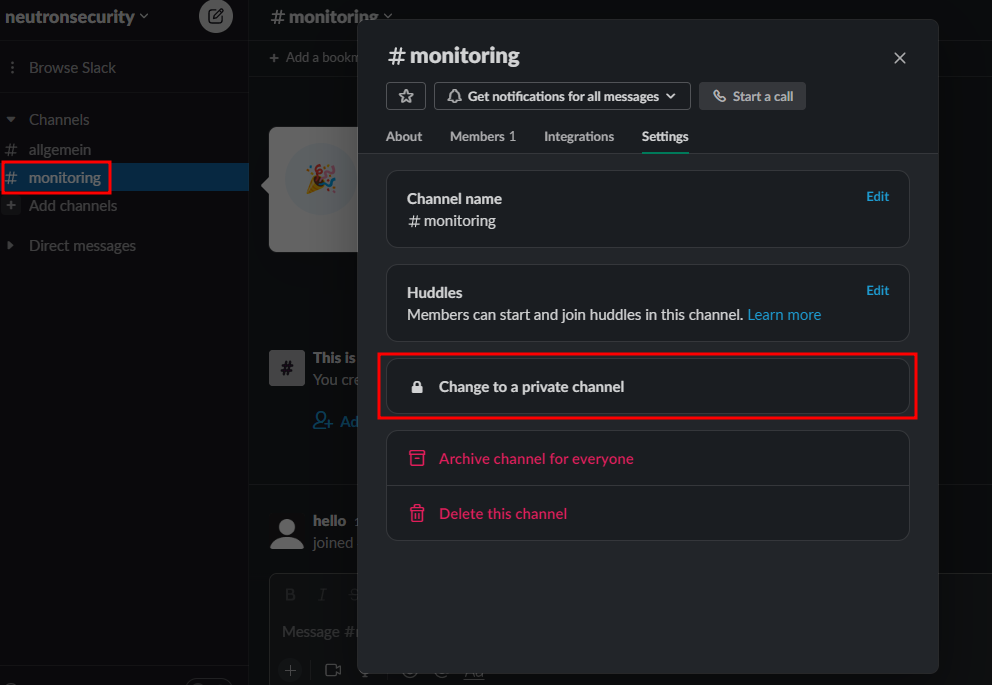 neutronsecurity
# monitoring
Browse Slack
+ Add a bookm
Channels
# allgemein
# monitoring
+ Add channels
Direct messages
# monitoring
Get notifications for all messages
Start a call
About
Members 1
Integrations
Settings
Channel name
Edit
# monitoring
Huddles
Edit
Members can start and join huddles in this channel. Learn more
Change to a private channel
Archive channel for everyone
Delete this channel
#
This is
You cre
Ad
hello
joined
B I S
Message #
Aa